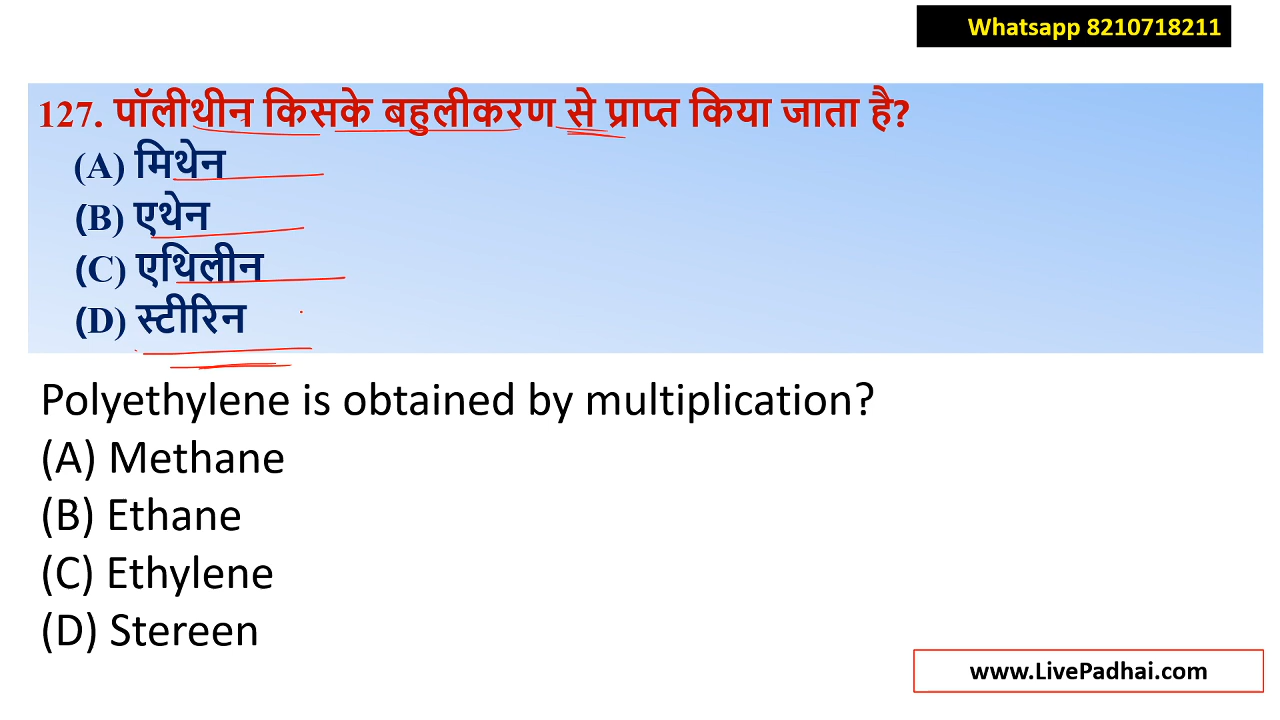 Whatsapp 8210718211
127. पॉलीथीन किसके बहुलीकरण से प्राप्त किया जाता है?
(A) मिथेन
(B) एथेन
(C) एथिलीन
(D) स्टीरिन
Polyethylene is obtained by multiplication?
(A) Methane
(B) Ethane
(C) Ethylene
(D) Stereen
www.LivePadhai.com